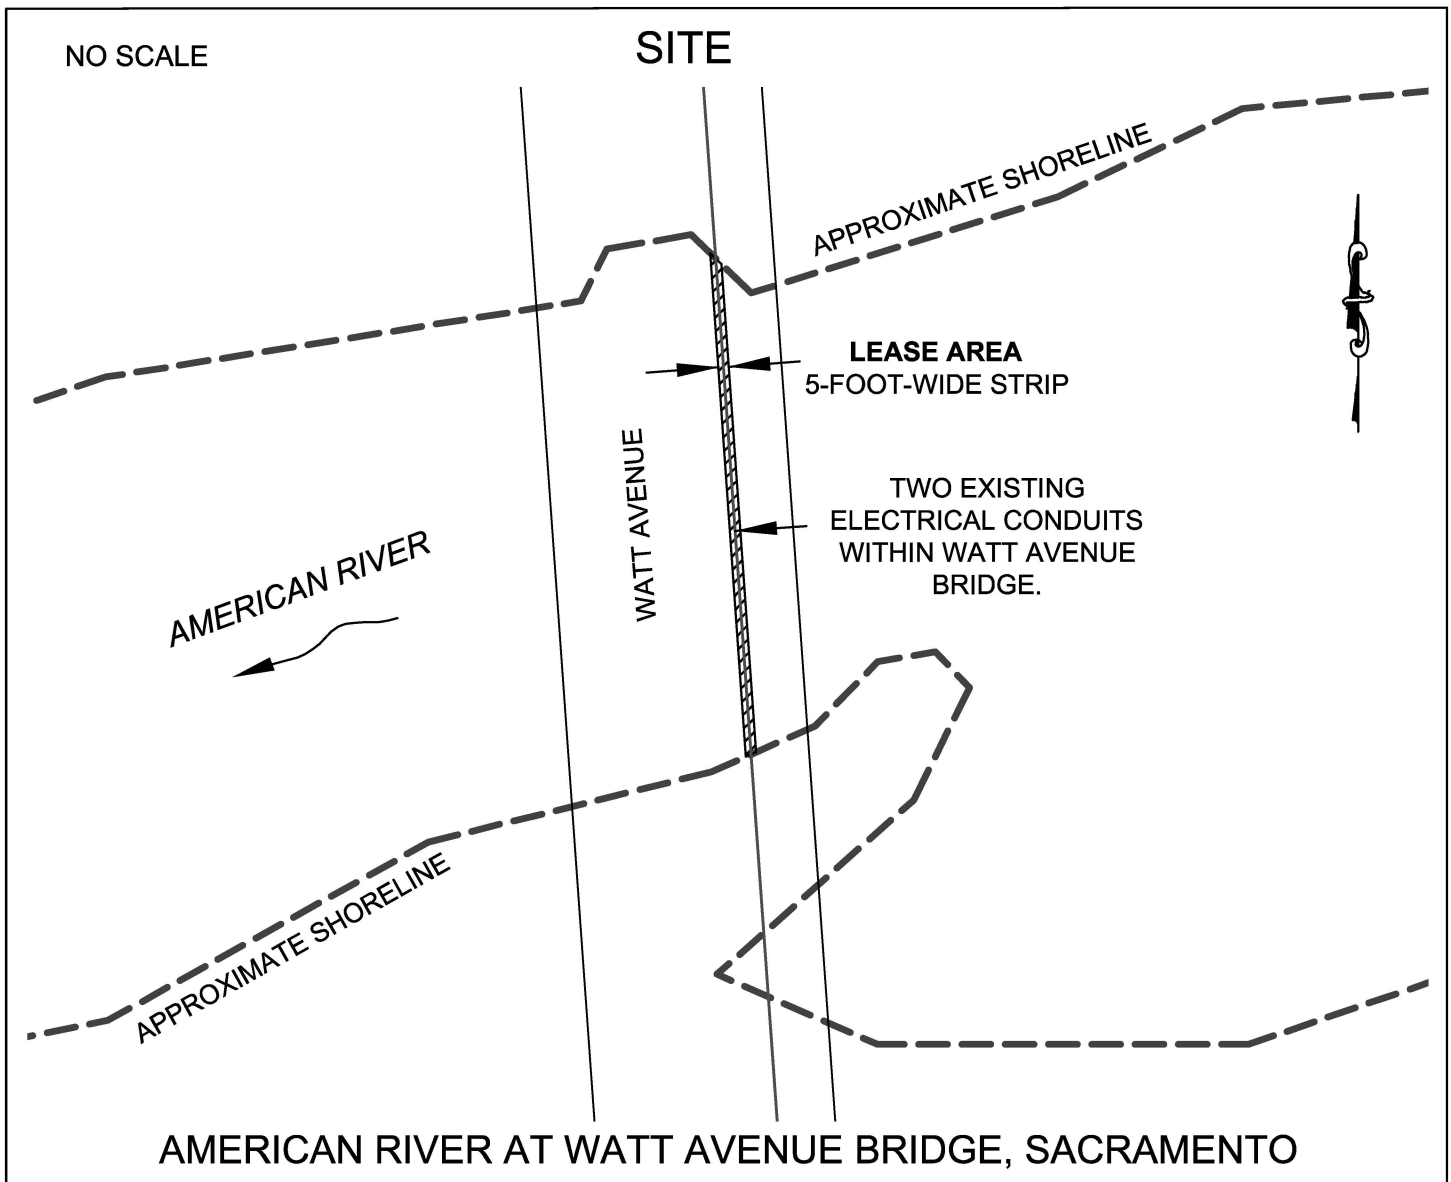 NO SCALE
SITE
APPROXIMATE SHORELINE
LEASE AREA
5-FOOT-WIDE STRIP
WATT AVENUE
TWO EXISTING
ELECTRICAL CONDUITS
WITHIN WATT AVENUE
BRIDGE.
AMERICAN RIVER
APPROXIMATE SHORELINE
AMERICAN RIVER AT WATT AVENUE BRIDGE, SACRAMENTO